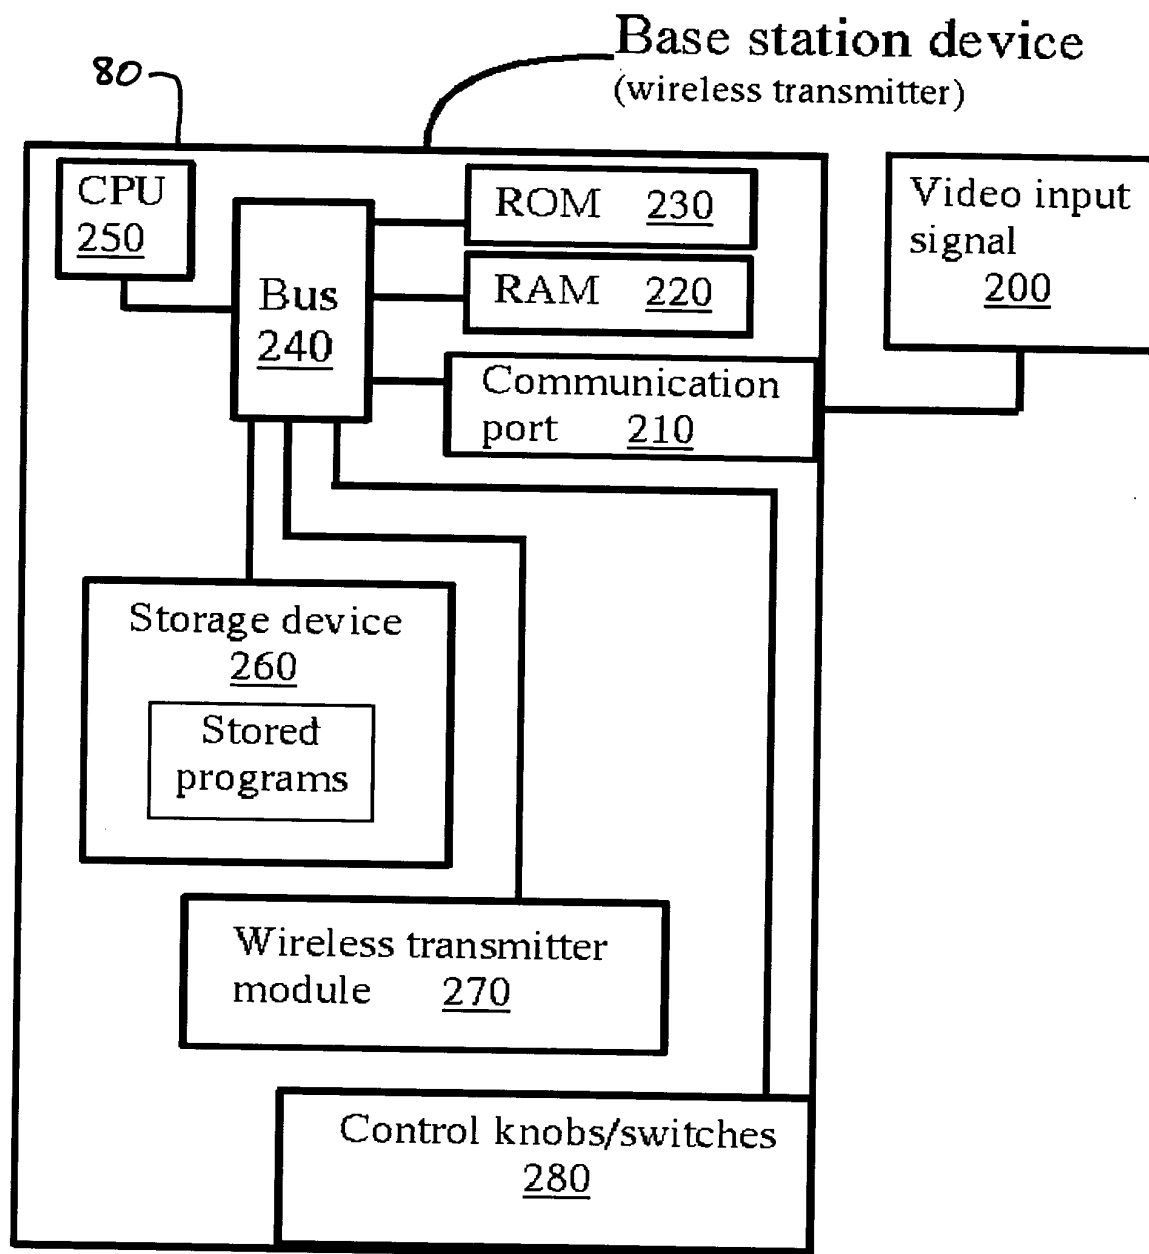 Base station device
(wireless transmitter)
80
CPU
250
ROM 230
Video input
signal
200
Bus
240
RAM 220
Communication
port 210
Storage device
260
Stored
programs
Wireless transmitter
module 270
Control knobs/switches
280